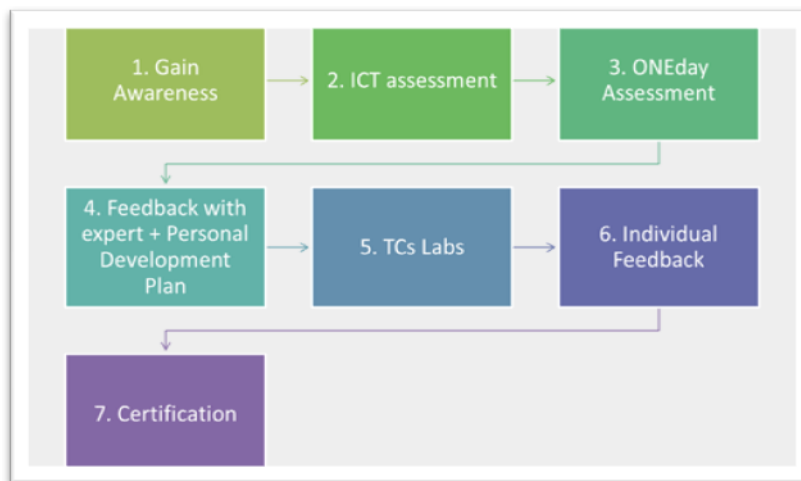 1. Gain
Awareness
2. ICT assessment
3. ONEday
Assessment
4. Feedback with
expert + Personal
Development
Plan
5. TCs Labs
6. Individual
Feedback
7. Certification